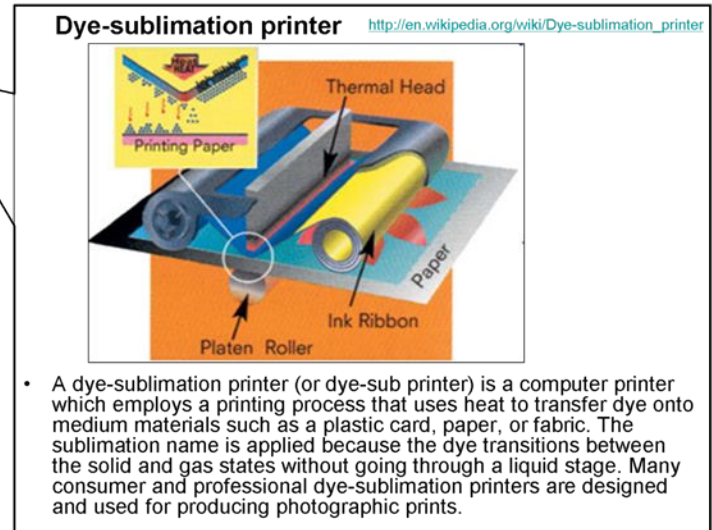 Dye-sublimation printer http://en.wikipedia.org/wiki/Dye-sublimation_printer
HEAT
Printing Paper
Thermal Head
Paper
Ink Ribbon
Platen Roller
• A dye-sublimation printer (or dye-sub printer) is a computer printer
which employs a printing process that uses heat to transfer dye onto
medium materials such as a plastic card, paper, or fabric. The
sublimation name is applied because the dye transitions between
the solid and gas states without going through a liquid stage. Many
consumer and professional dye-sublimation printers are designed
and used for producing photographic prints.